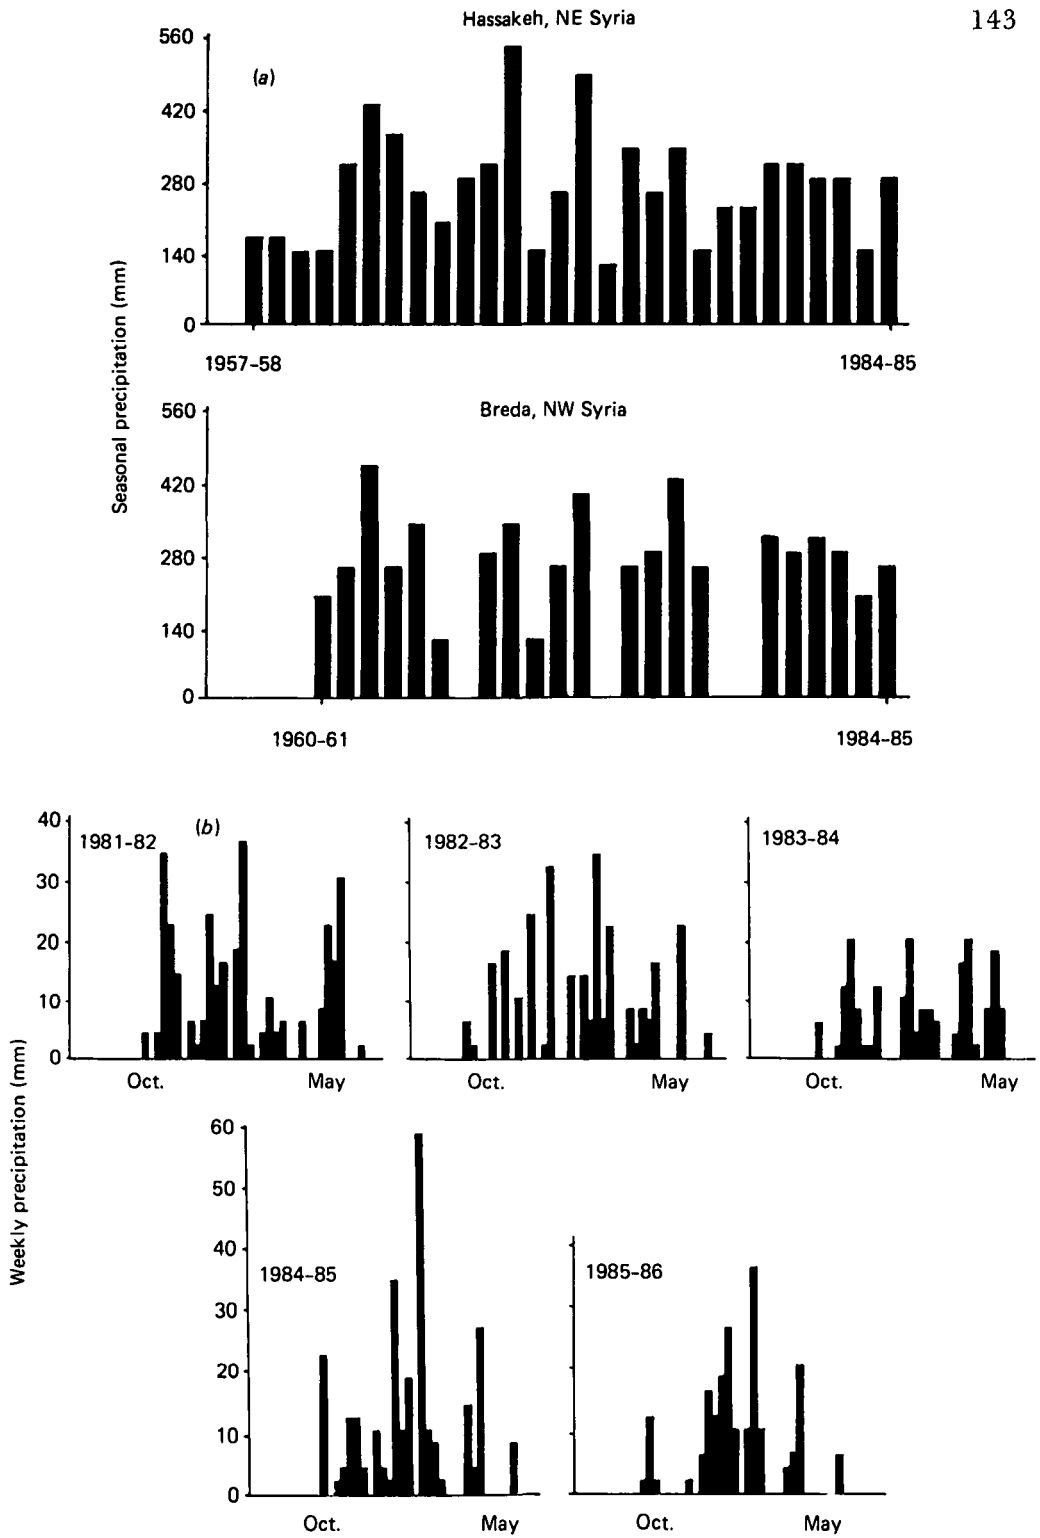 143
Hassakeh, NE Syria
(a)
560
420
280
140
0
1957-58
1984-85
Seasonal precipitation (mm)
Breda, NW Syria
560
420
280
140
0
1960-61
1984-85
Weekly precipitation (mm)
(b)
1981-82
40
30
20
10
0
Oct.
May
1982-83
Oct.
May
1983-84
Oct.
May
1984-85
60
50
40
30
20
10
0
Oct.
May
1985-86
Oct.
May